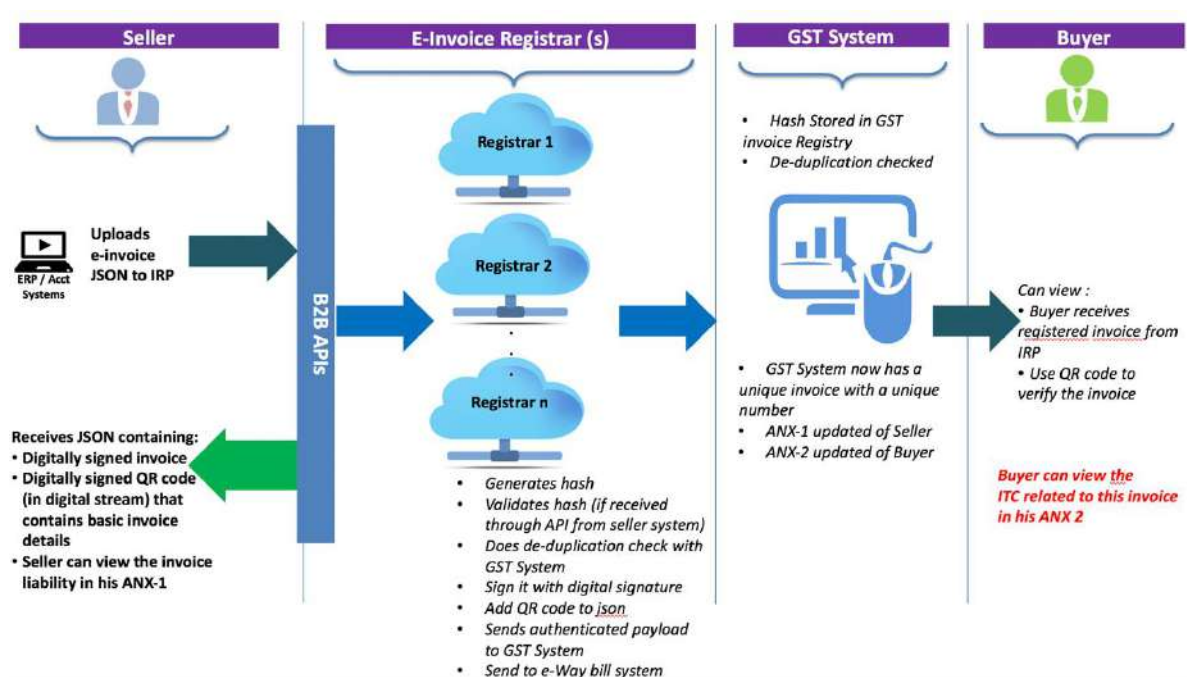 Seller
E-Invoice Registrar (s)
GST System
Buyer
ERP / Acct
Systems
Uploads
e-invoice
JSON to IRP
Receives JSON containing:
• Digitally signed invoice
• Digitally signed QR code
(in digital stream) that
contains basic invoice
details
• Seller can view the invoice
liability in his ANX-1
B2B APIs
Registrar 1
Registrar 2
Registrar n
• Generates hash
• Validates hash (if received
through API from seller system)
• Does de-duplication check with
GST System
• Sign it with digital signature
• Add QR code to json
• Sends authenticated payload
to GST System
• Send to e-Way bill system
• Hash Stored in GST
invoice Registry
• De-duplication checked
• GST System now has a
unique invoice with a unique
number
• ANX-1 updated of Seller
• ANX-2 updated of Buyer
Can view :
• Buyer receives
registered invoice from
IRP
• Use QR code to
verify the invoice
Buyer can view the
ITC related to this invoice
in his ANX 2